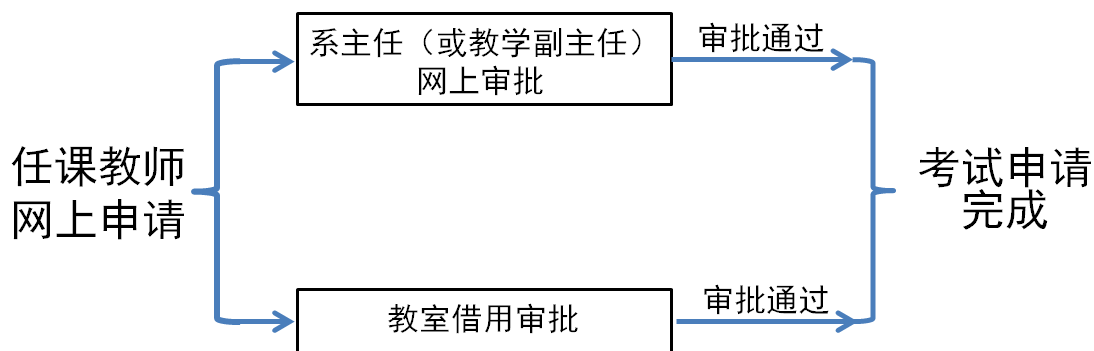 任课教师
网上申请
系主任（或教学副主任）
网上审批
审批通过
教室借用审批
审批通过
考试申请
完成